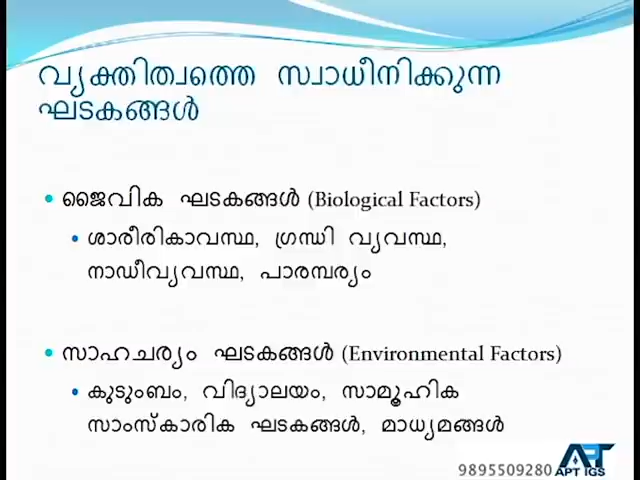 വ്യക്തിത്വത്തെ സ്വാധീനിക്കുന്ന
ഘടകങ്ങൾ
ജൈവിക ഘടകങ്ങൾ (Biological Factors)
ശാരീരികാവസ്ഥ, ഗ്രന്ധി വ്യവസ്ഥ,
നാഡീവ്യവസ്ഥ, പാരമ്പര്യം
സാഹചര്യം ഘടകങ്ങൾ (Environmental Factors)
കുടുംബം, വിദ്യാലയം, സാമൂഹിക
സാംസ്കാരിക ഘടകങ്ങൾ, മാധ്യമങ്ങൾ
APT
9895509280 APT IGS